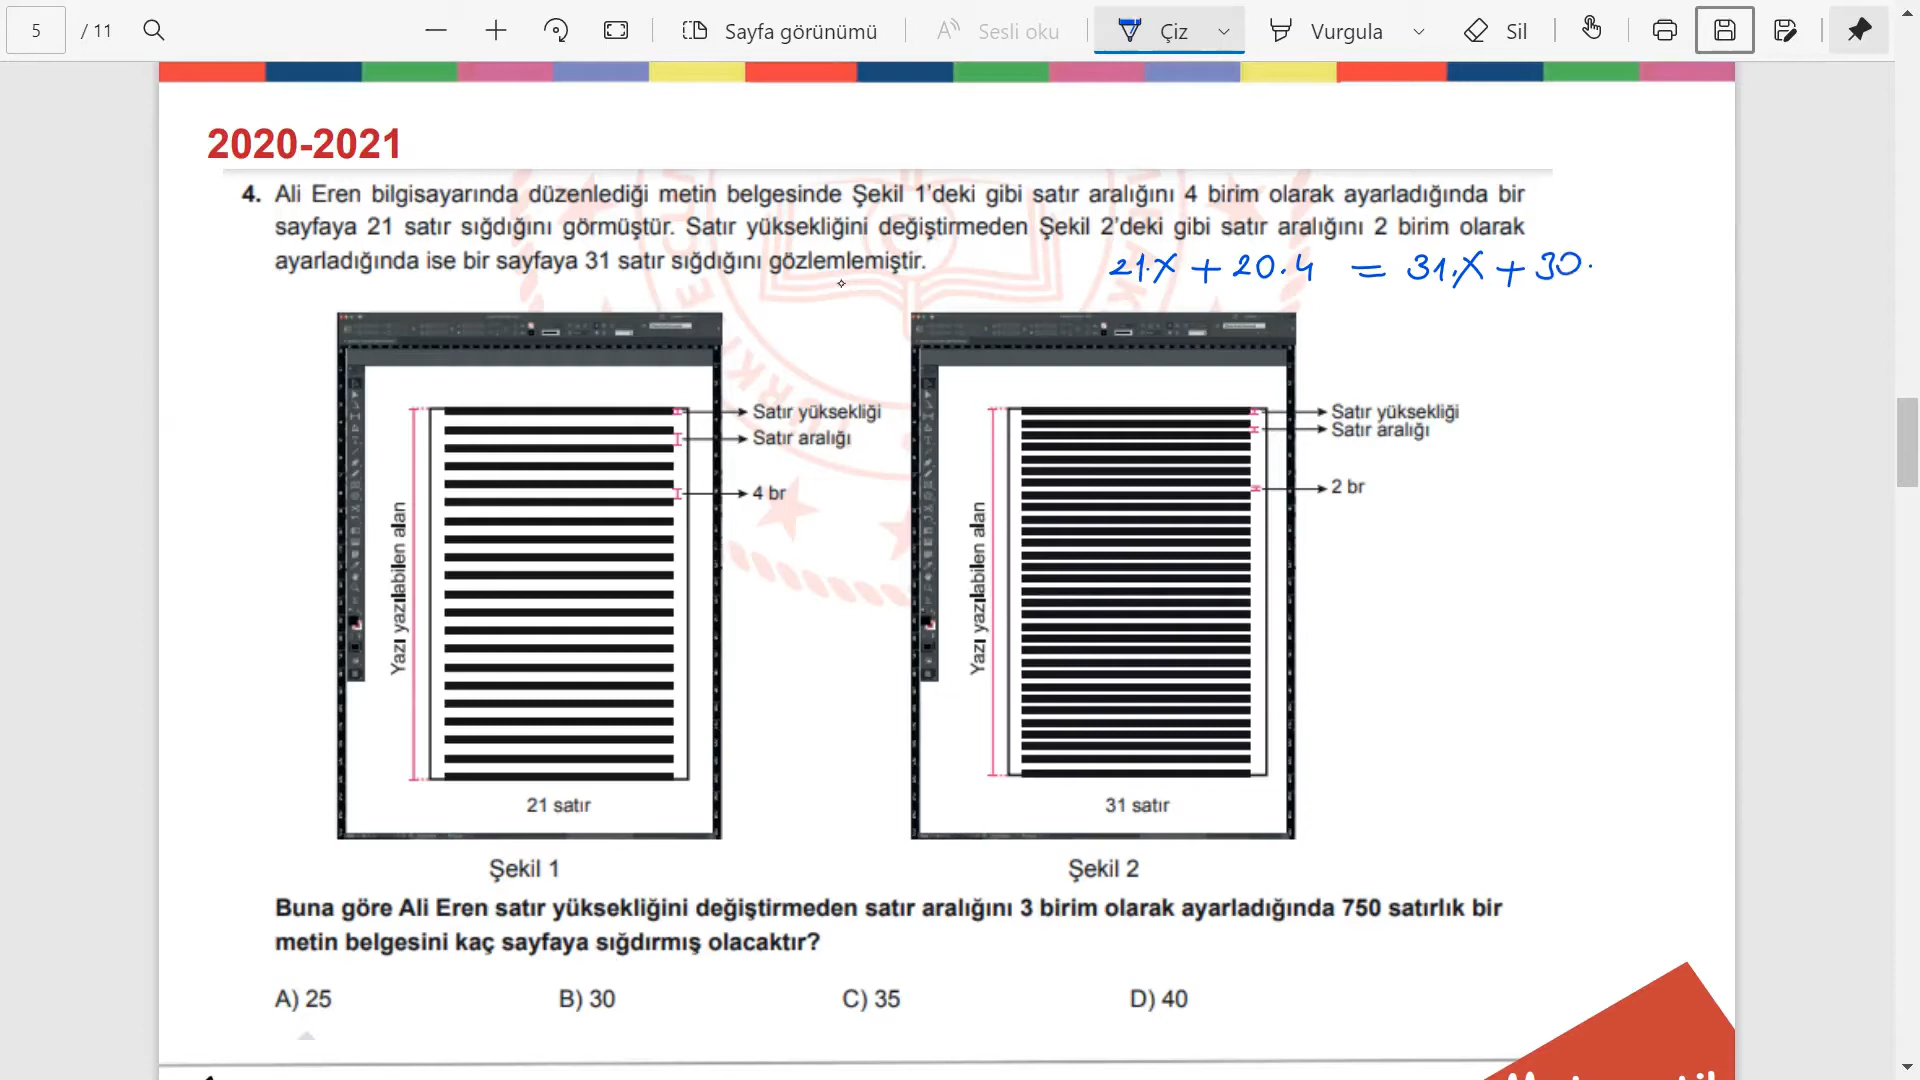 5 / 11
Sayfa görünümü
Sesli oku
Çiz
Vurgula
Sil
2020-2021
4. Ali Eren bilgisayarında düzenlediği metin belgesinde Şekil 1'deki gibi satır aralığını 4 birim olarak ayarladığında bir
sayfaya 21 satır sığdığını görmüştür. Satır yüksekliğini değiştirmeden Şekil 2'deki gibi satır aralığını 2 birim olarak
ayarladığında ise bir sayfaya 31 satır sığdığını gözlemlemiştir.
21.x + 20.4 = 31.x + 30.
Satır yüksekliği
Satır aralığı
4 br
Yazı yazılabilen alan
21 satır
Şekil 1
Satır yüksekliği
Satır aralığı
2 br
Yazı yazılabilen alan
31 satır
Şekil 2
Buna göre Ali Eren satır yüksekliğini değiştirmeden satır aralığını 3 birim olarak ayarladığında 750 satırlık bir
metin belgesini kaç sayfaya sığdırmış olacaktır?
A) 25
B) 30
C) 35
D) 40